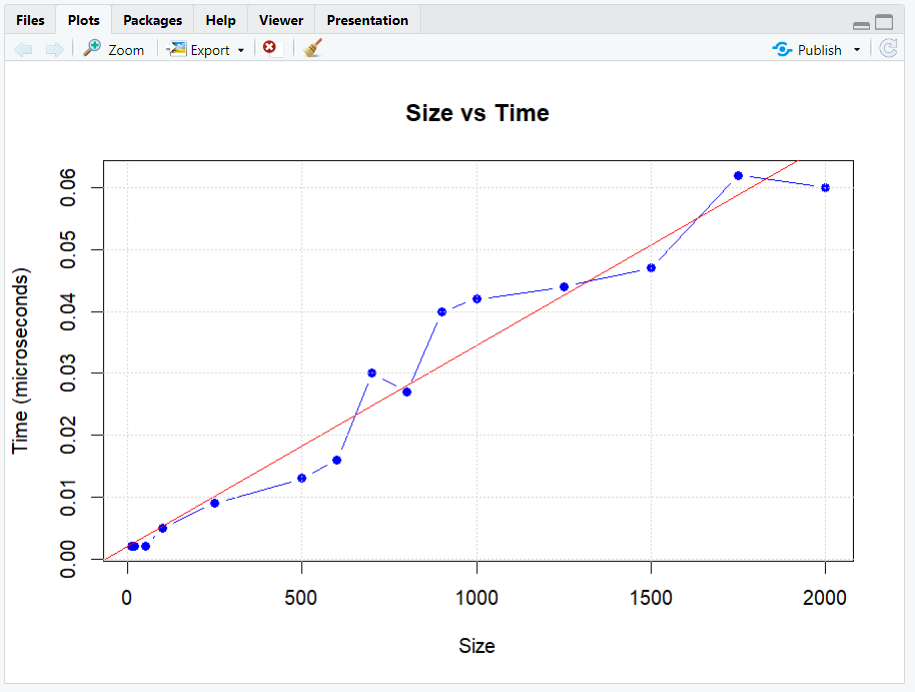 Files Plots Packages Help Viewer Presentation
Zoom Export Publish
Size vs Time
Time (microseconds)
0.06
0.05
0.04
0.03
0.02
0.01
0.00
0 500 1000 1500 2000
Size